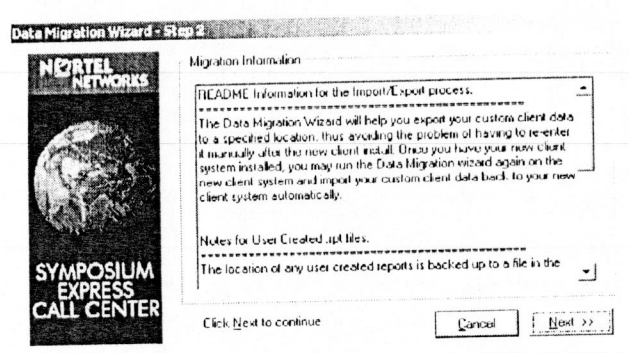 Data Migration Wizard - Step 2
NORTEL
NETWORKS
SYMPOSIUM
EXPRESS
CALL CENTER
Migration Information
README Information for the Import/Export process.
==================================================
The Data Migration Wizard will help you export your custom client data
to a specified location, thus avoiding the problem of having to re-enter
it manually after the new client install. Once you have your new client
system installed, you may run the Data Migration wizard again on the
new client system and import your custom client data back to your new
client system automatically.
Notes for User Created .rpt files.
==================================================
The location of any user created reports is backed up to a file in the
Click Next to continue
Cancel
Next >>